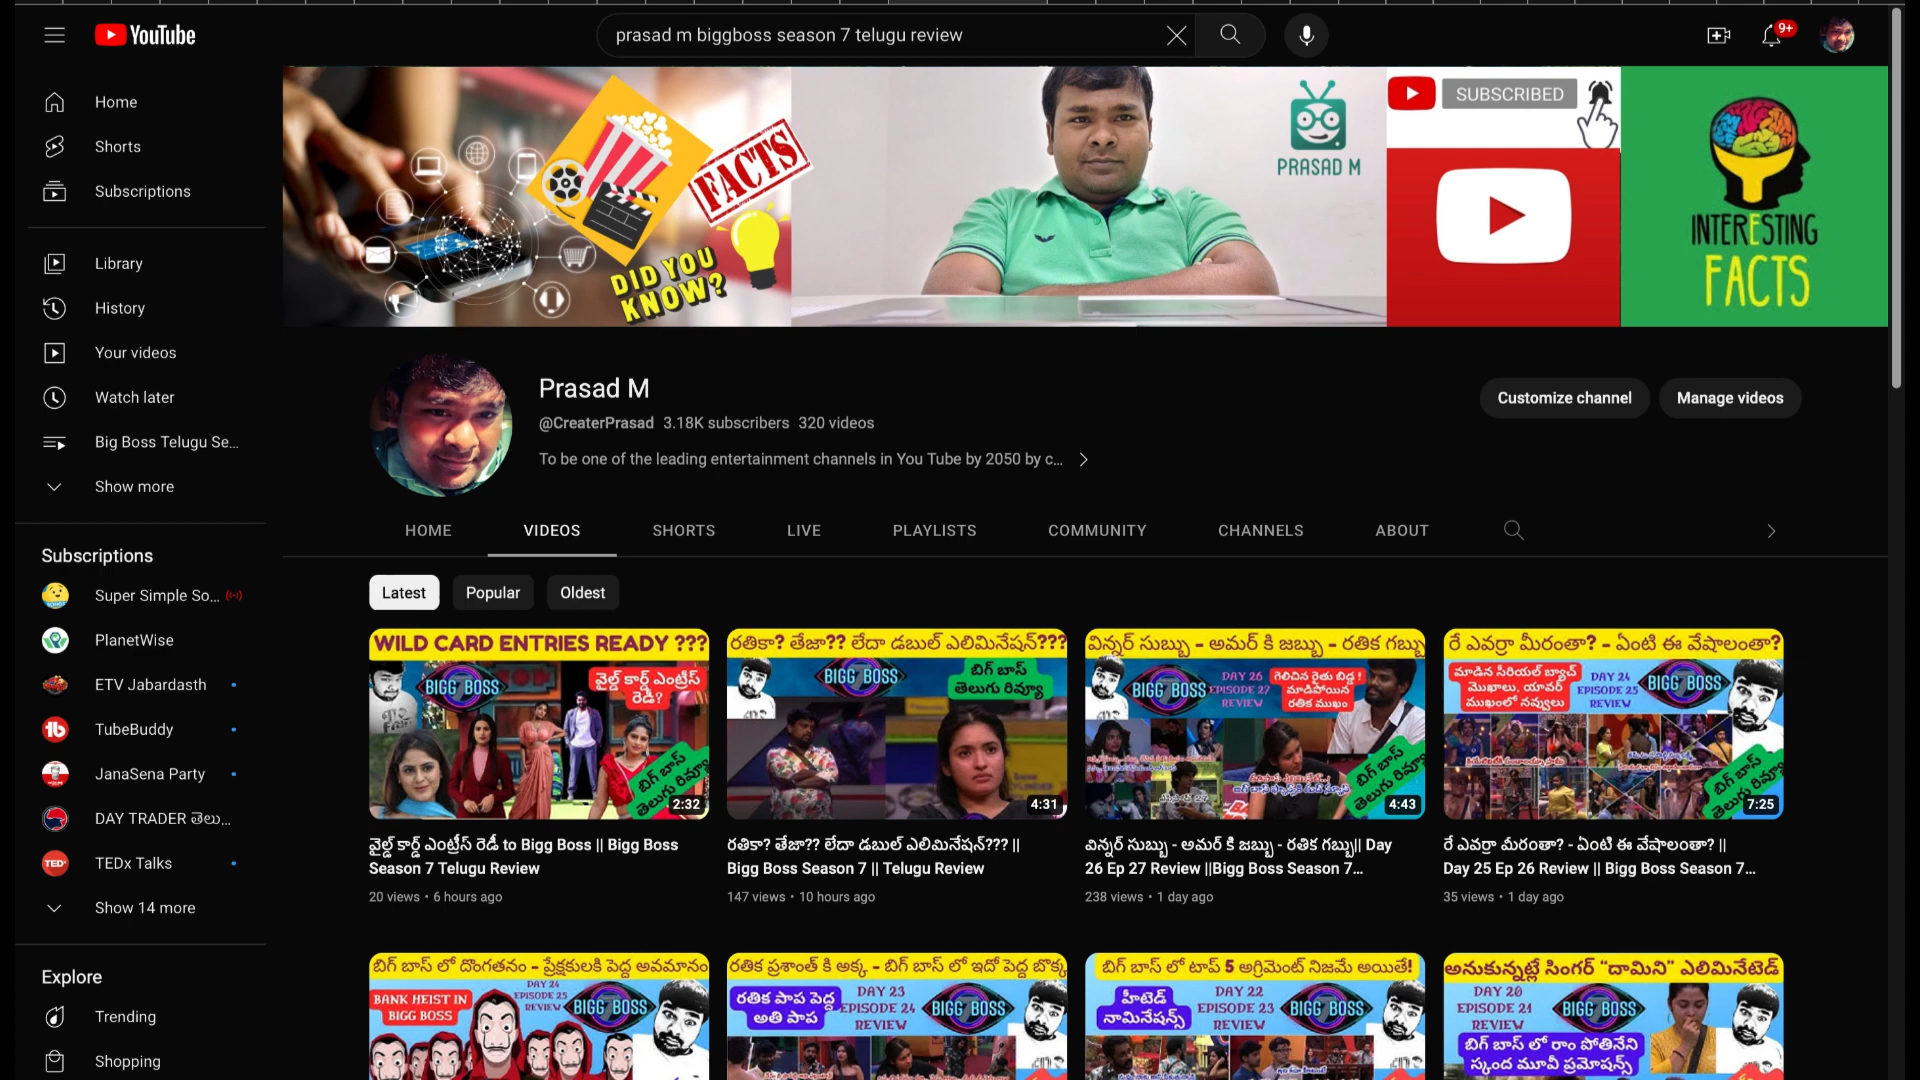 YouTube
prasad m biggboss season 7 telugu review
9+
Home
Shorts
Subscriptions
Library
History
Your videos
Watch later
Big Boss Telugu Se...
Show more
Subscriptions
Super Simple So...
PlanetWise
ETV Jabardasth
TubeBuddy
JanaSena Party
DAY TRADER తెలు...
TEDx Talks
Show 14 more
Explore
Trending
Shopping
FACTS
DID YOU
KNOW?
PRASAD M
SUBSCRIBED
INTERESTING
FACTS
Prasad M
@CreaterPrasad 3.18K subscribers 320 videos
To be one of the leading entertainment channels in You Tube by 2050 by c...
Customize channel
Manage videos
HOME VIDEOS SHORTS LIVE PLAYLISTS COMMUNITY CHANNELS ABOUT
Latest Popular Oldest
WILD CARD ENTRIES READY ???
BIGG BOSS
వైల్డ్ కార్డ్ ఎంట్రీస్
రెడీ?
బిగ్ బాస్
తెలుగు రివ్యూ
2:32
వైల్డ్ కార్డ్ ఎంట్రీస్ రెడీ to Bigg Boss || Bigg Boss
Season 7 Telugu Review
20 views • 6 hours ago
రతికా? తేజా?? లేదా డబుల్ ఎలిమినేషన్???
BIGG BOSS
బిగ్ బాస్
తెలుగు రివ్యూ
4:31
రతికా? తేజా?? లేదా డబుల్ ఎలిమినేషన్??? ||
Bigg Boss Season 7 || Telugu Review
147 views • 10 hours ago
విన్నర్ సుబ్బు - అమర్ కి జబ్బు - రతిక గబ్బు
BIGG BOSS
DAY 26
EPISODE 27
REVIEW
గెలిచిన రైతు బిడ్డ !
మాడిపోయిన
రతిక ముఖం
బిగ్ బాస్
తెలుగు రివ్యూ
4:43
విన్నర్ సుబ్బు - అమర్ కి జబ్బు - రతిక గబ్బు|| Day
26 Ep 27 Review ||Bigg Boss Season 7...
238 views • 1 day ago
రే ఎవర్రా మీరంతా? - ఏంటి ఈ వేషాలంతా?
మాడిన సీరియల్ బ్యాచ్
మొఖాలు, యావర్
ముఖంలో నవ్వులు
DAY 24
EPISODE 25
REVIEW
BIGG BOSS
బిగ్ బాస్
తెలుగు రివ్యూ
7:25
రే ఎవర్రా మీరంతా? - ఏంటి ఈ వేషాలంతా? ||
Day 25 Ep 26 Review || Bigg Boss Season 7...
35 views • 1 day ago
బిగ్ బాస్ లో దొంగతనం - ప్రేక్షకులకి పెద్ద అవమానం
BANK HEIST IN
BIGG BOSS
DAY 24
EPISODE 25
REVIEW
BIGG BOSS
రతిక ప్రశాంత్ కి అక్క - బిగ్ బాస్ లో ఇదో పెద్ద బొక్క
రతిక పాప పెద్ద
అతి పాప
DAY 23
EPISODE 24
REVIEW
BIGG BOSS
బిగ్ బాస్ లో టాప్ 5 అగ్రిమెంట్ నిజమే అయితే!
హీటెడ్
నామినేషన్స్
DAY 22
EPISODE 23
REVIEW
BIGG BOSS
అనుకున్నట్లే సింగర్ “దామిని” ఎలిమినేటెడ్
DAY 20
EPISODE 21
REVIEW
BIGG BOSS
బిగ్ బాస్ లో రాం పోతినేని
స్కంద మూవీ ప్రమోషన్స్